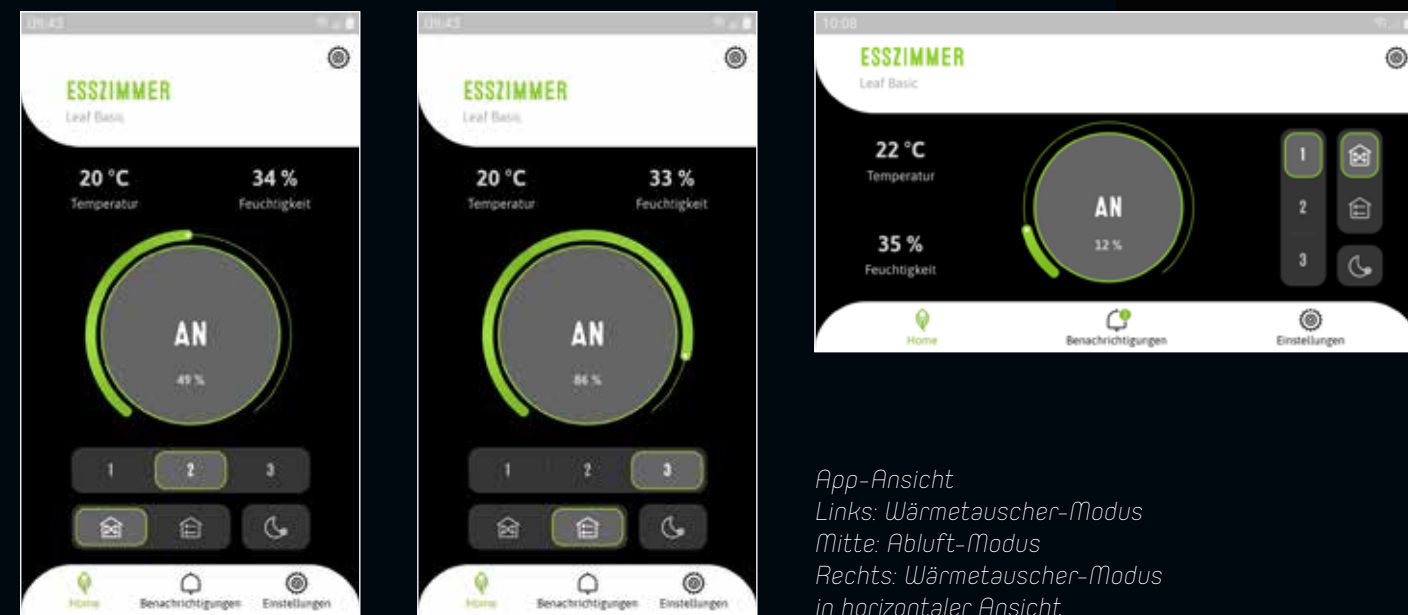 09:43
ESSZIMMER
Leaf Basic
20 °C
34 %
Temperatur
Feuchtigkeit
AN
49 %
1 2 3
Home Benachrichtigungen Einstellungen
09:43
ESSZIMMER
Leaf Basic
20 °C
33 %
Temperatur
Feuchtigkeit
AN
86 %
1 2 3
Home Benachrichtigungen Einstellungen
10:08
ESSZIMMER
Leaf Basic
22 °C
Temperatur
35 %
Feuchtigkeit
AN
12 %
1
2
3
Home Benachrichtigungen Einstellungen
App-Ansicht
Links: Wärmetauscher-Modus
Mitte: Abluft-Modus
Rechts: Wärmetauscher-Modus
in horizontaler Ansicht